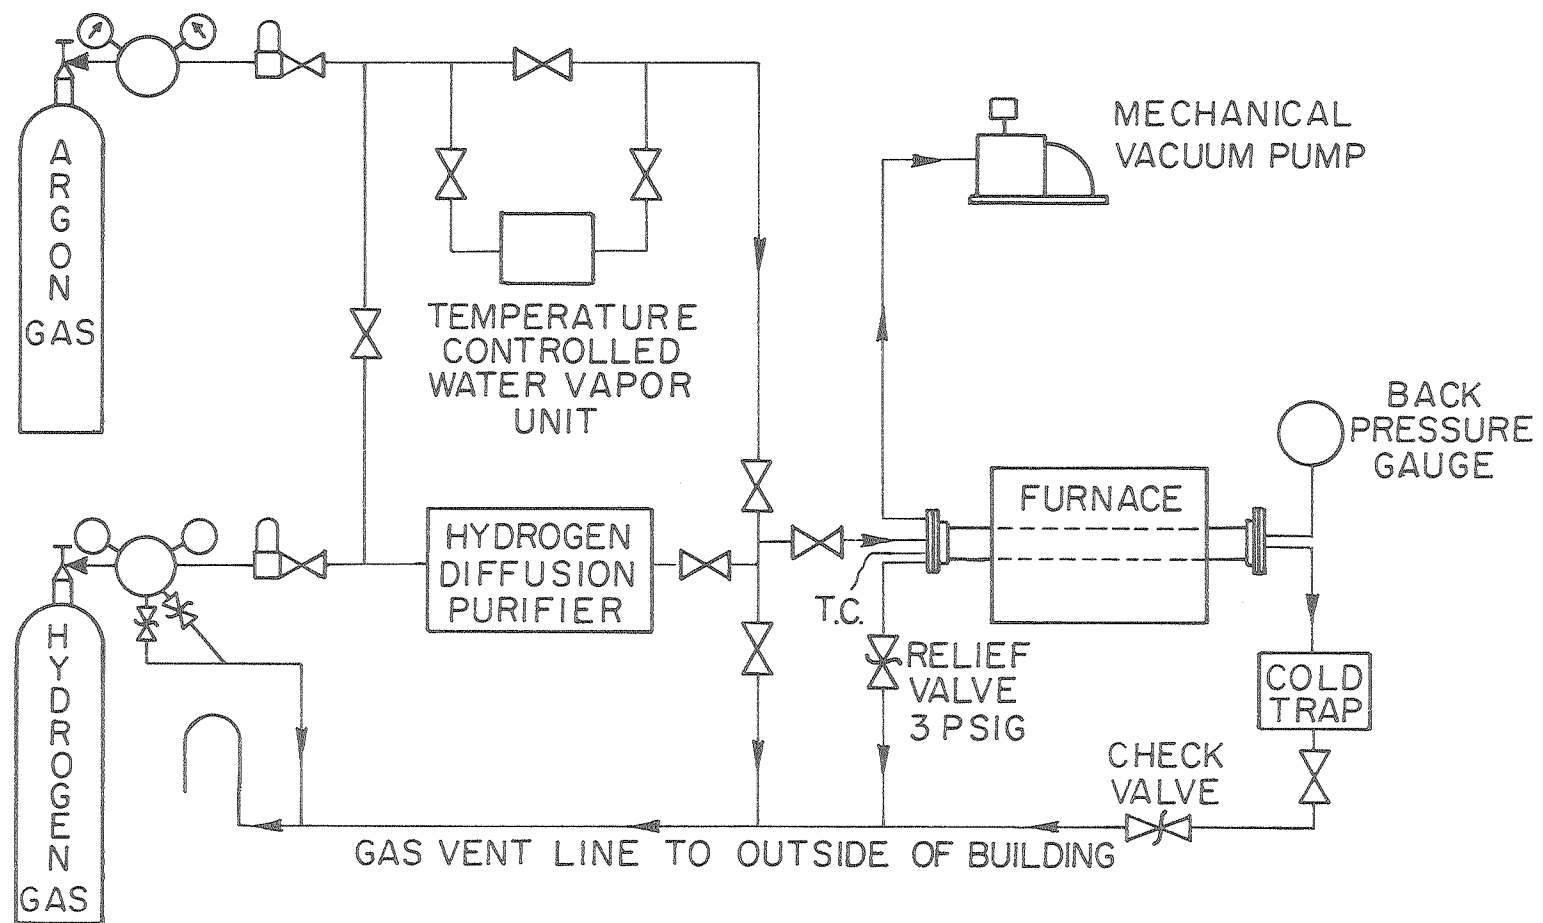 ARGON
GAS
MECHANICAL
VACUUM PUMP
TEMPERATURE
CONTROLLED
WATER VAPOR
UNIT
BACK
PRESSURE
GAUGE
FURNACE
HYDROGEN
DIFFUSION
PURIFIER
T.C.
HYDROGEN
GAS
RELIEF
VALVE
3 PSIG
COLD
TRAP
CHECK
VALVE
GAS VENT LINE TO OUTSIDE OF BUILDING